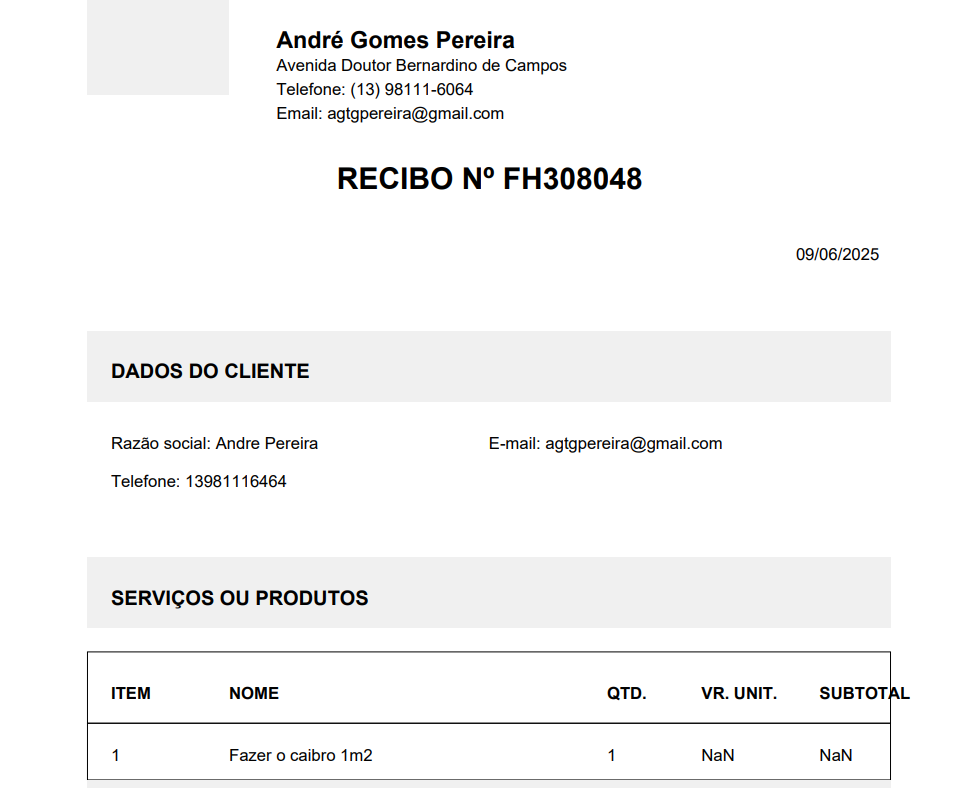 André Gomes Pereira
Avenida Doutor Bernardino de Campos
Telefone: (13) 98111-6064
Email: agtgpereira@gmail.com
RECIBO Nº FH308048
09/06/2025
DADOS DO CLIENTE
Razão social: Andre Pereira E-mail: agtgpereira@gmail.com
Telefone: 13981116464
SERVIÇOS OU PRODUTOS
ITEM NOME QTD. VR. UNIT. SUBTOTAL
1 Fazer o caibro 1m2 1 NaN NaN